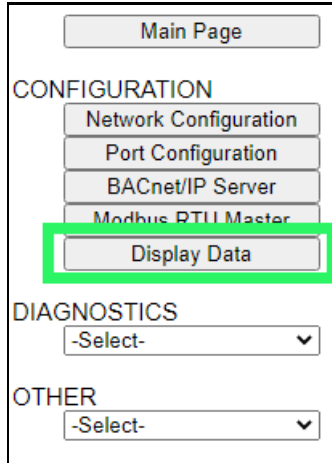 Main Page
CONFIGURATION
Network Configuration
Port Configuration
BACnet/IP Server
Modbus RTU Master
Display Data
DIAGNOSTICS
-Select-
OTHER
-Select-